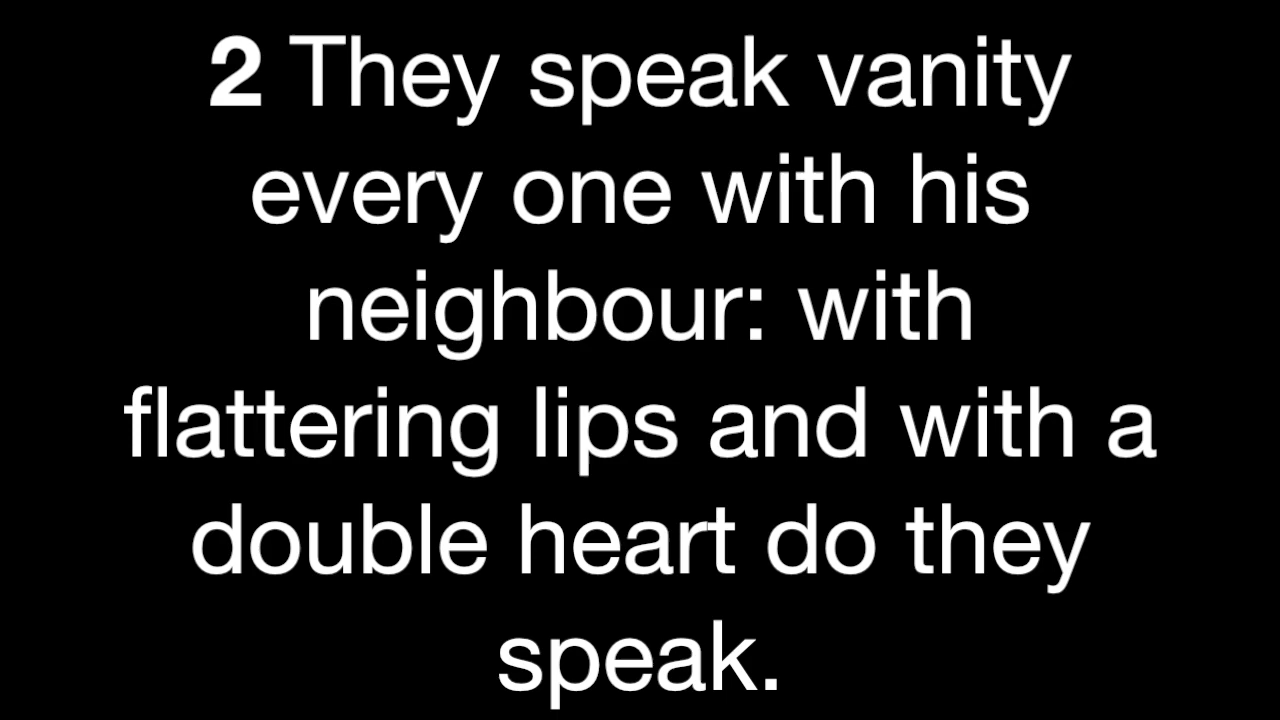 2 They speak vanity
every one with his
neighbour: with
flattering lips and with a
double heart do they
speak.